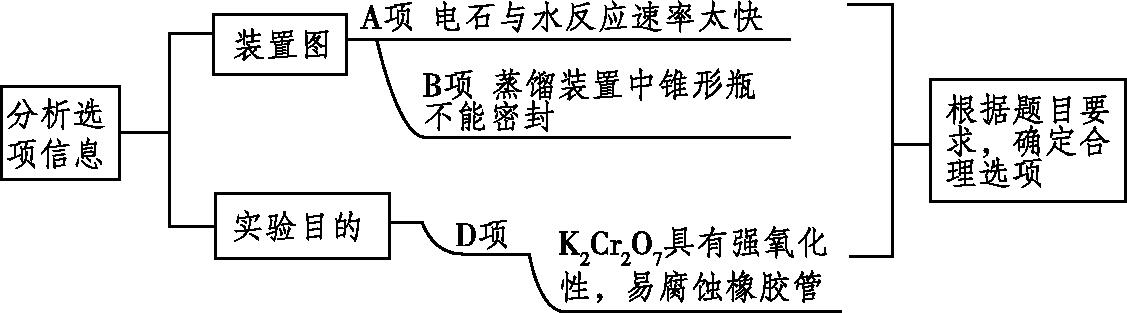 分析选
项信息
装置图
A项 电石与水反应速率太快
B项 蒸馏装置中锥形瓶
不能密封
实验目的
D项
K₂Cr₂O₇具有强氧化
性，易腐蚀橡胶管
根据题目要
求，确定合
理选项